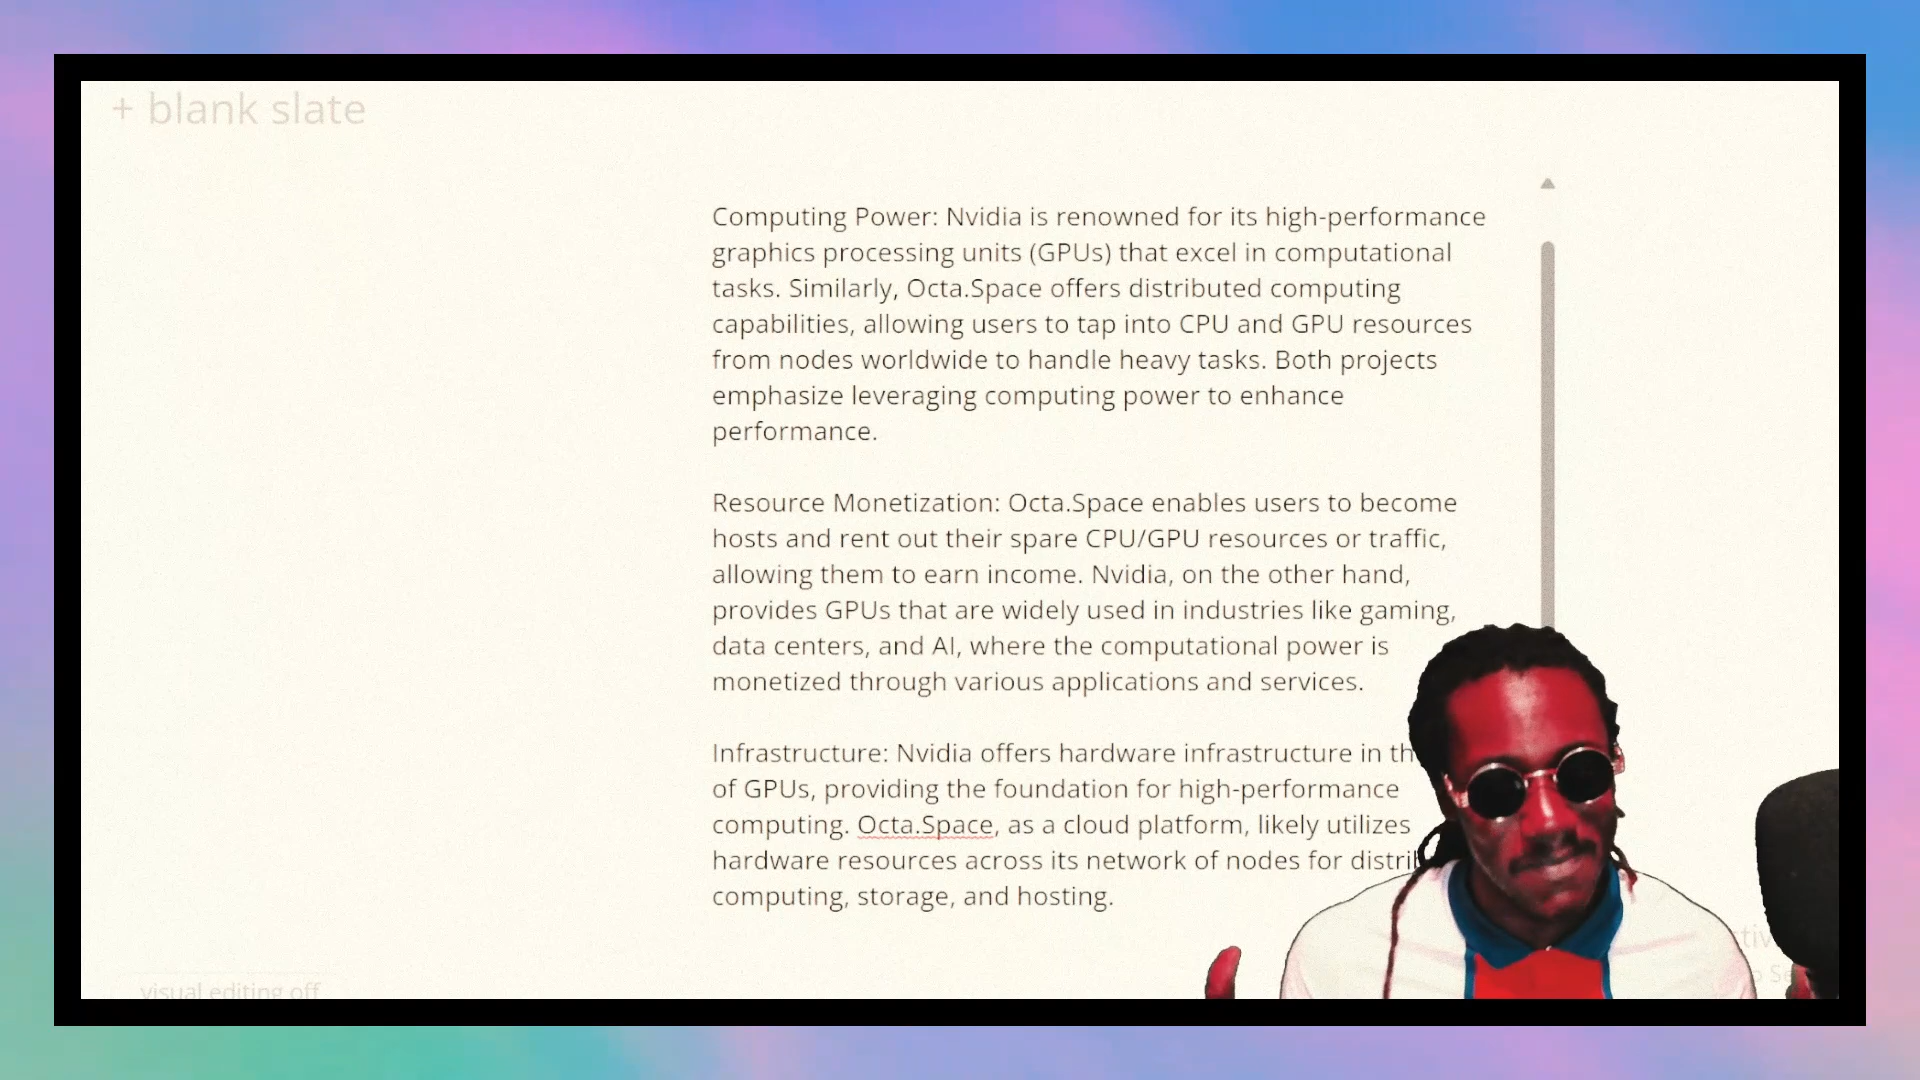 + blank slate
Computing Power: Nvidia is renowned for its high-performance
graphics processing units (GPUs) that excel in computational
tasks. Similarly, Octa.Space offers distributed computing
capabilities, allowing users to tap into CPU and GPU resources
from nodes worldwide to handle heavy tasks. Both projects
emphasize leveraging computing power to enhance
performance.
Resource Monetization: Octa.Space enables users to become
hosts and rent out their spare CPU/GPU resources or traffic,
allowing them to earn income. Nvidia, on the other hand,
provides GPUs that are widely used in industries like gaming,
data centers, and AI, where the computational power is
monetized through various applications and services.
Infrastructure: Nvidia offers hardware infrastructure in
of GPUs, providing the foundation for high-performance
computing. Octa.Space, as a cloud platform, likely utilizes
hardware resources across its network of nodes for
computing, storage, and hosting.
visual editing off